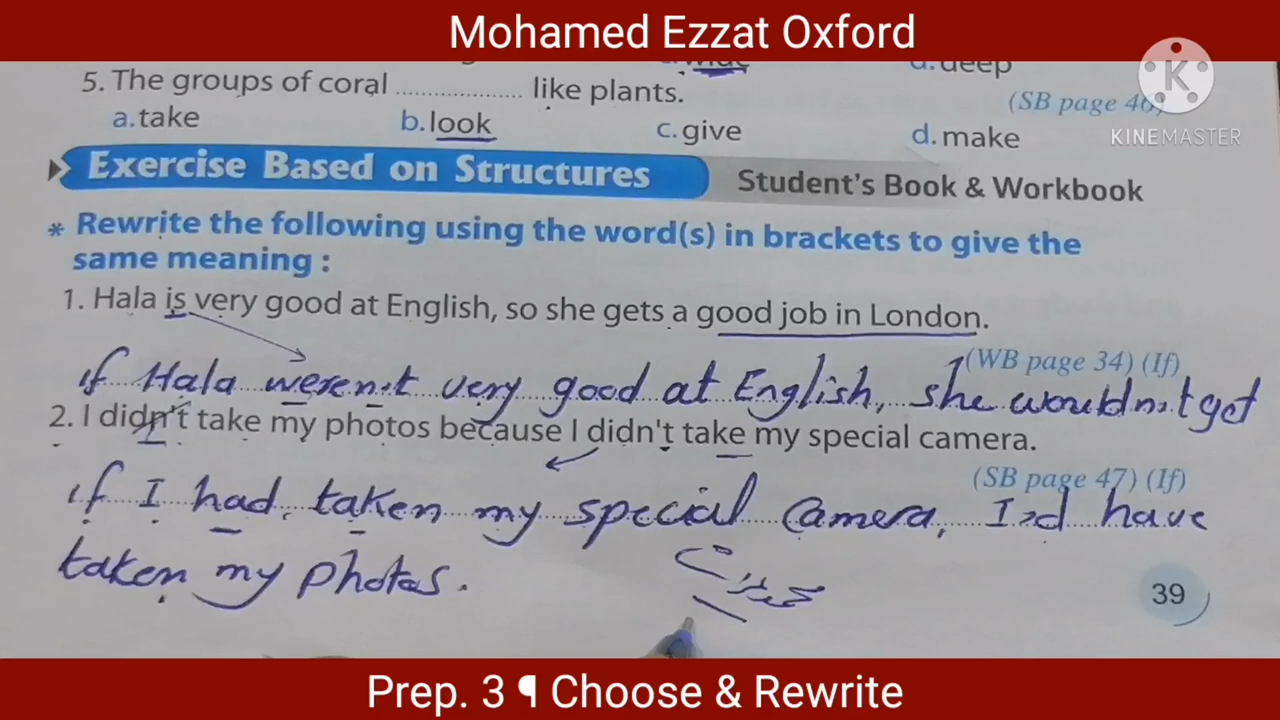 Mohamed Ezzat Oxford
d. deep
5. The groups of coral .................. like plants.
(SB page 46)
a. take b. look c. give d. make
K
KINEMASTER
Exercise Based on Structures Student's Book & Workbook
* Rewrite the following using the word(s) in brackets to give the
same meaning :
1. Hala is very good at English, so she gets a good job in London.
(WB page 34) (If)
if Hala weren't very good at English, she wouldn't get
2. I didn't take my photos because I didn't take my special camera.
(SB page 47) (If)
if I had taken my special camera, I'd have
taken my photos.
39
Prep. 3 ¶ Choose & Rewrite